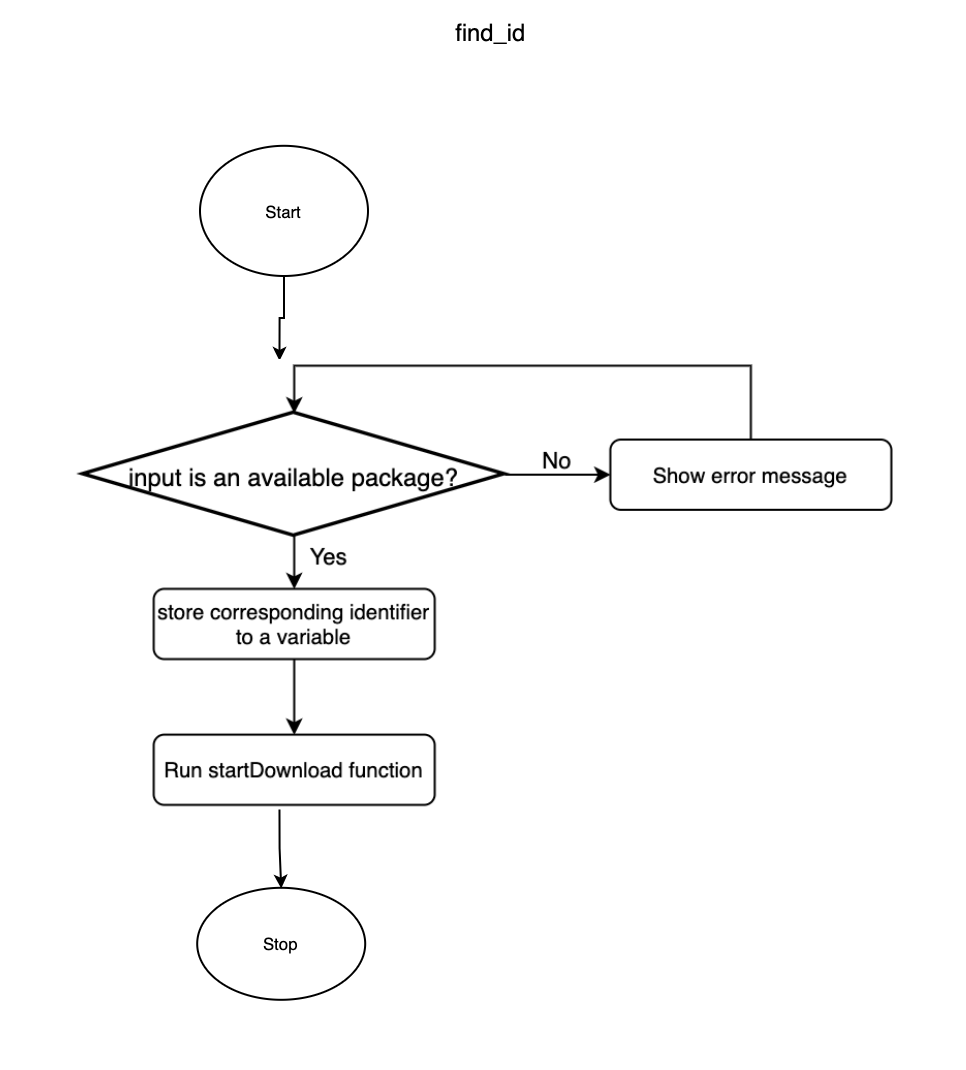 find_id
Start
input is an available package?
No
Show error message
Yes
store corresponding identifier
to a variable
Run startDownload function
Stop